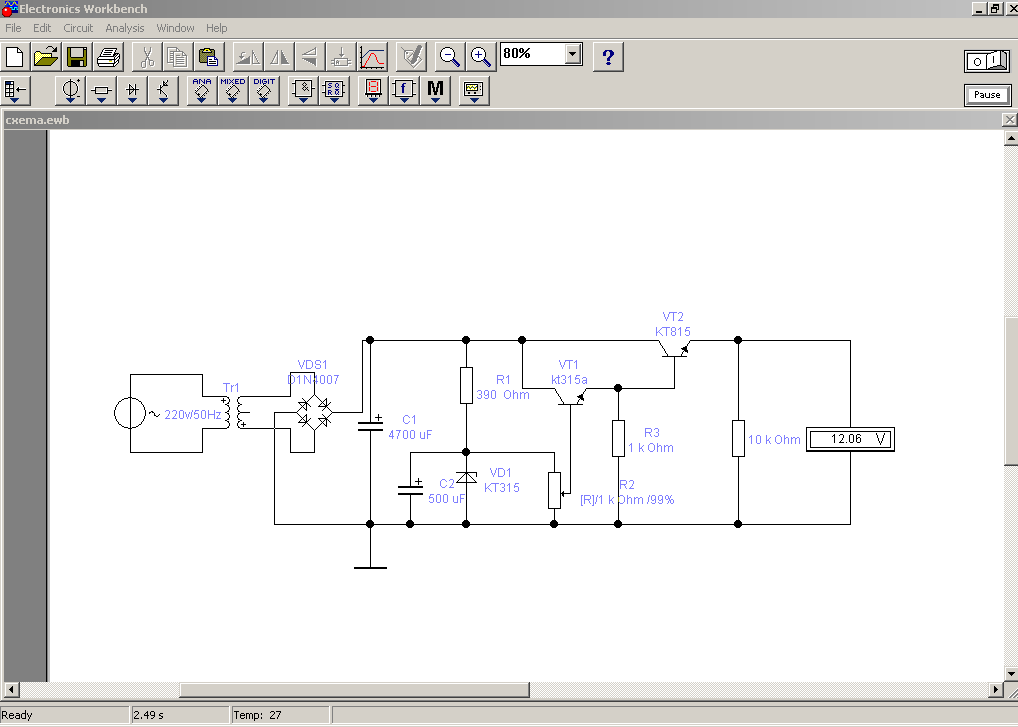 Electronics Workbench
File Edit Circuit Analysis Window Help
80%
?
O I
ANA MIXED DIGIT
&
f M
Pause
cxema.ewb
VT2
KT815
VDS1
D1N4007
VT1
kt315a
Tr1
R1
390 Ohm
~ 220v/50Hz
C1
4700 uF
R3
1 k Ohm
10 k Ohm
12.06 V
VD1
KT315
C2
500 uF
R2
[R]/1 k Ohm /99%
Ready 2.49 s Temp: 27